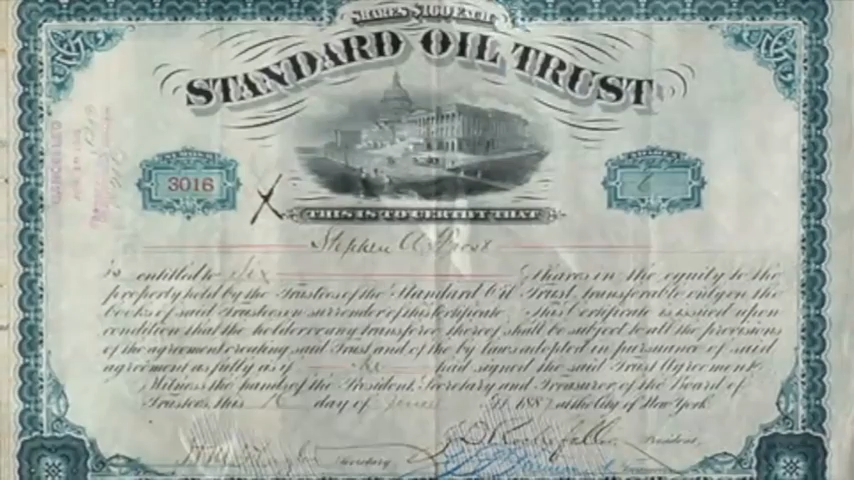 SHARES $100 EACH
STANDARD OIL TRUST
CANCELLED
NUMBER
3016
SHARES
6
THIS IS TO CERTIFY THAT
Stephen A.
is entitled to Six shares in the equity to the
property held by the Trustees of the Standard Oil Trust, transferable only on the
books of said Trustees on surrender of this Certificate. This Certificate is issued upon
condition that the holder or any transferee thereof shall be subject to all the provisions
of the agreement creating said Trust and of the by laws adopted in pursuance of said
agreement as fully as if he had signed the said Trust Agreement.
Witness the hands of the President, Secretary and Treasurer of the Board of
Trustees, this day of 1887 at the City of New York.
Rockefeller President,
Secretary